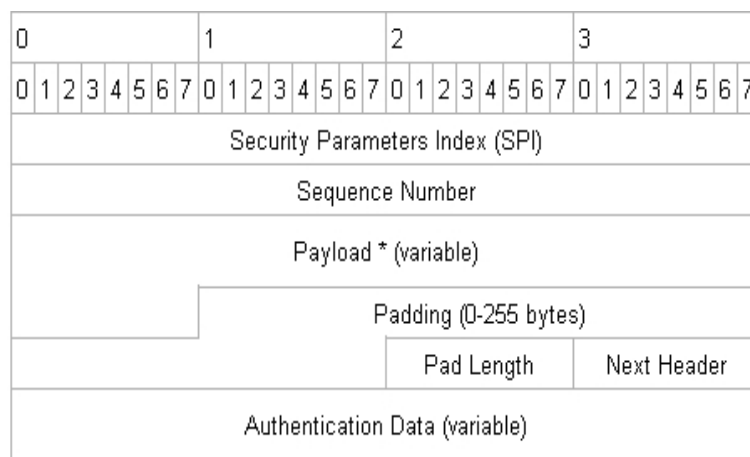 0 1 2 3
0 1 2 3 4 5 6 7 0 1 2 3 4 5 6 7 0 1 2 3 4 5 6 7 0 1 2 3 4 5 6 7
Security Parameters Index (SPI)
Sequence Number
Payload * (variable)
Padding (0-255 bytes)
Pad Length Next Header
Authentication Data (variable)